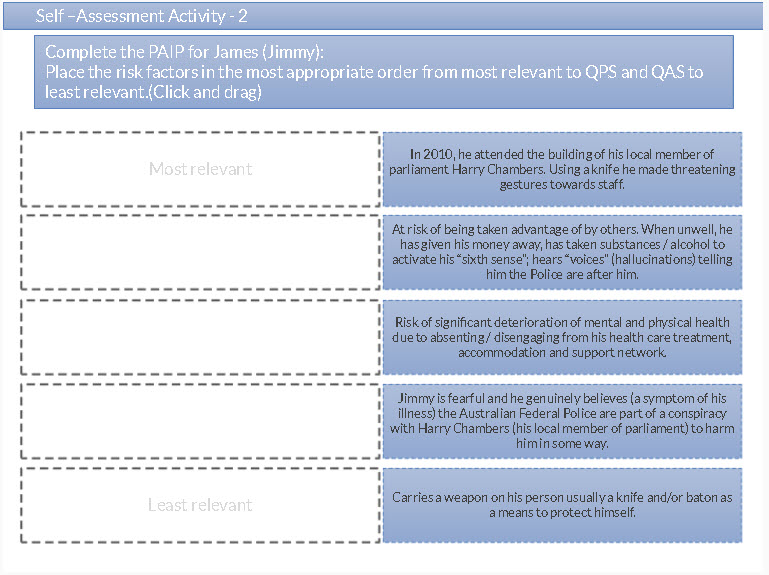 Self –Assessment Activity - 2
Complete the PAIP for James (Jimmy):
Place the risk factors in the most appropriate order from most relevant to QPS and QAS to
least relevant.(Click and drag)
Most relevant
In 2010, he attended the building of his local member of
parliament Harry Chambers. Using a knife he made threatening
gestures towards staff.
At risk of being taken advantage of by others. When unwell, he
has given his money away, has taken substances / alcohol to
activate his “sixth sense”; hears “voices” (hallucinations) telling
him the Police are after him.
Risk of significant deterioration of mental and physical health
due to absenting / disengaging from his health care treatment,
accommodation and support network.
Jimmy is fearful and he genuinely believes (a symptom of his
illness) the Australian Federal Police are part of a conspiracy
with Harry Chambers (his local member of parliament) to harm
him in some way.
Least relevant
Carries a weapon on his person usually a knife and/or baton as
a means to protect himself.